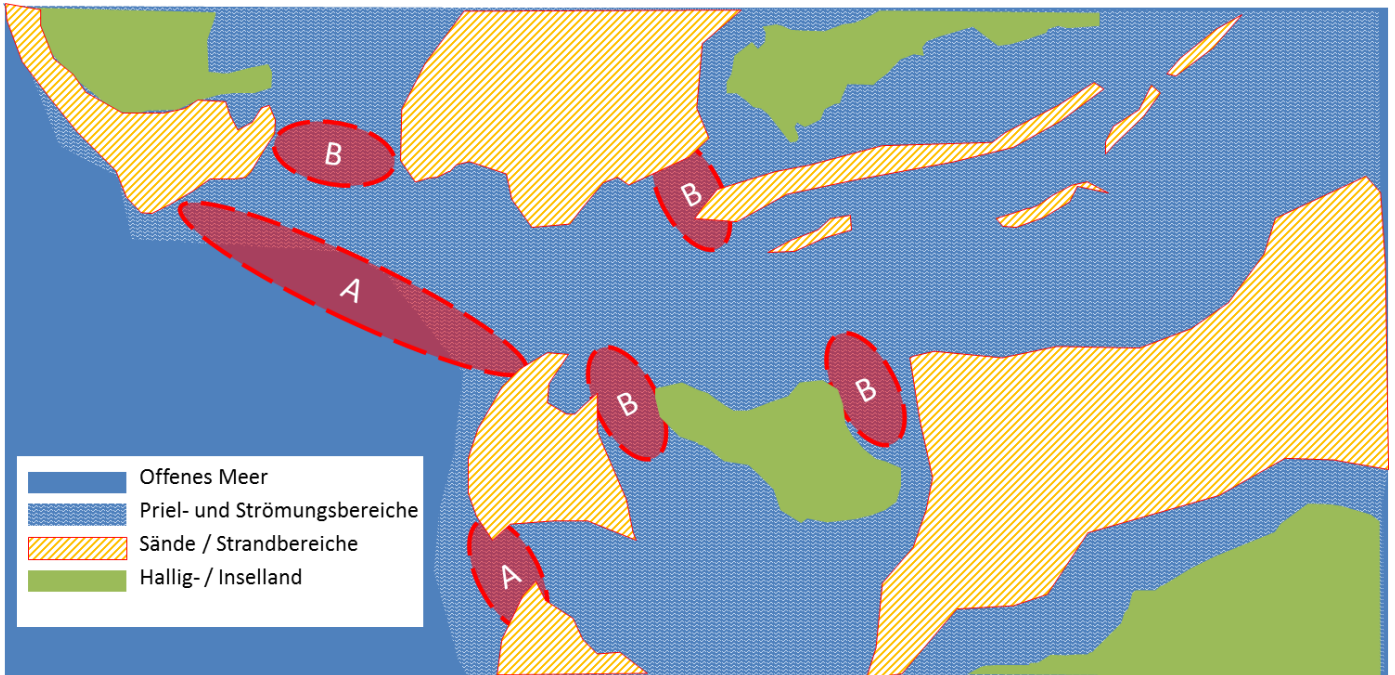 B
B
A
B
B
A
Offenes Meer
Priel- und Strömungsbereiche
Sände / Strandbereiche
Hallig- / Inselland